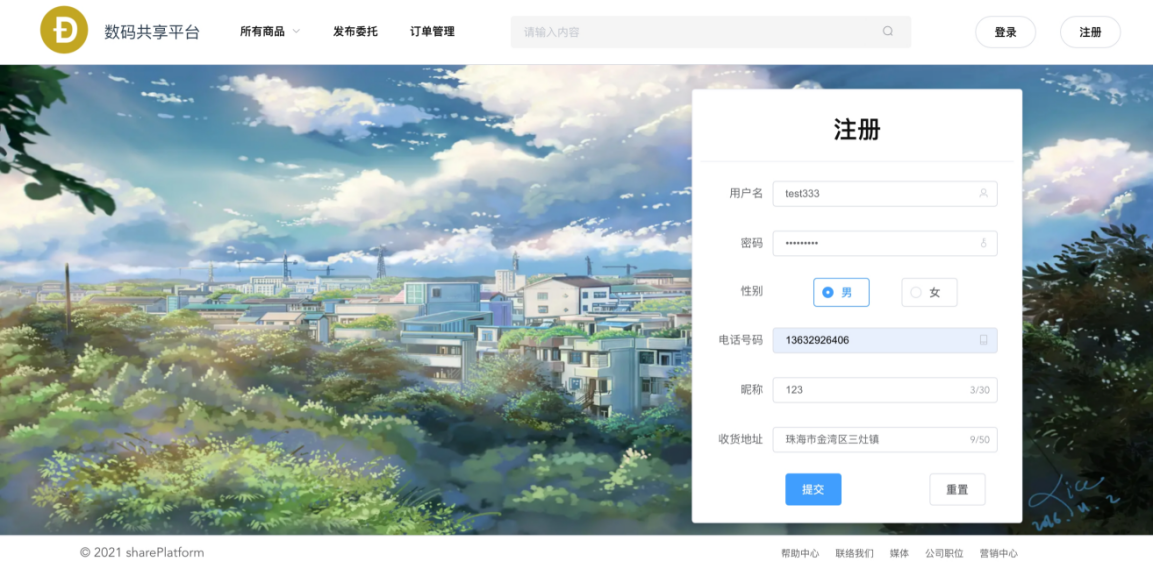 数码共享平台 所有商品 发布委托 订单管理 请输入内容 登录 注册
注册
用户名 test333
密码 •••••••••
性别 男 女
电话号码 13632926406
昵称 123 3/30
收货地址 珠海市金湾区三灶镇 9/50
提交 重置
© 2021 sharePlatform 帮助中心 联络我们 媒体 公司职位 营销中心